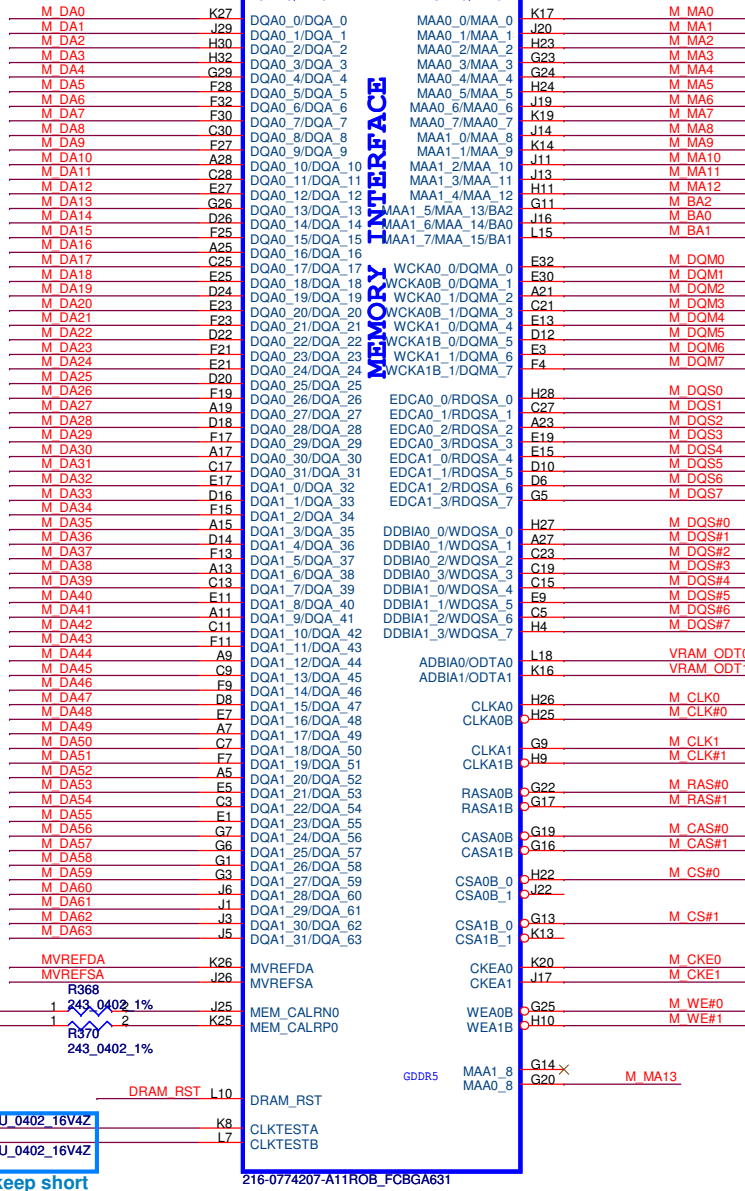 M_DA0 K27 DQA0_0/DQA_0
M_DA1 J29 DQA0_1/DQA_1
M_DA2 H30 DQA0_2/DQA_2
M_DA3 H32 DQA0_3/DQA_3
M_DA4 G29 DQA0_4/DQA_4
M_DA5 F28 DQA0_5/DQA_5
M_DA6 F32 DQA0_6/DQA_6
M_DA7 F30 DQA0_7/DQA_7
M_DA8 C30 DQA0_8/DQA_8
M_DA9 F27 DQA0_9/DQA_9
M_DA10 A28 DQA0_10/DQA_10
M_DA11 C28 DQA0_11/DQA_11
M_DA12 E27 DQA0_12/DQA_12
M_DA13 G26 DQA0_13/DQA_13
M_DA14 D26 DQA0_14/DQA_14
M_DA15 F25 DQA0_15/DQA_15
M_DA16 A25 DQA0_16/DQA_16
M_DA17 C25 DQA0_17/DQA_17
M_DA18 E25 DQA0_18/DQA_18
M_DA19 D24 DQA0_19/DQA_19
M_DA20 E23 DQA0_20/DQA_20
M_DA21 F23 DQA0_21/DQA_21
M_DA22 D22 DQA0_22/DQA_22
M_DA23 F21 DQA0_23/DQA_23
M_DA24 E21 DQA0_24/DQA_24
M_DA25 D20 DQA0_25/DQA_25
M_DA26 F19 DQA0_26/DQA_26
M_DA27 A19 DQA0_27/DQA_27
M_DA28 D18 DQA0_28/DQA_28
M_DA29 F17 DQA0_29/DQA_29
M_DA30 A17 DQA0_30/DQA_30
M_DA31 C17 DQA0_31/DQA_31
M_DA32 E17 DQA1_0/DQA_32
M_DA33 D16 DQA1_1/DQA_33
M_DA34 F15 DQA1_2/DQA_34
M_DA35 A15 DQA1_3/DQA_35
M_DA36 D14 DQA1_4/DQA_36
M_DA37 F13 DQA1_5/DQA_37
M_DA38 A13 DQA1_6/DQA_38
M_DA39 C13 DQA1_7/DQA_39
M_DA40 E11 DQA1_8/DQA_40
M_DA41 A11 DQA1_9/DQA_41
M_DA42 C11 DQA1_10/DQA_42
M_DA43 F11 DQA1_11/DQA_43
M_DA44 A9 DQA1_12/DQA_44
M_DA45 C9 DQA1_13/DQA_45
M_DA46 F9 DQA1_14/DQA_46
M_DA47 D8 DQA1_15/DQA_47
M_DA48 E7 DQA1_16/DQA_48
M_DA49 A7 DQA1_17/DQA_49
M_DA50 C7 DQA1_18/DQA_50
M_DA51 F7 DQA1_19/DQA_51
M_DA52 A5 DQA1_20/DQA_52
M_DA53 E5 DQA1_21/DQA_53
M_DA54 C3 DQA1_22/DQA_54
M_DA55 E1 DQA1_23/DQA_55
M_DA56 G7 DQA1_24/DQA_56
M_DA57 G6 DQA1_25/DQA_57
M_DA58 G1 DQA1_26/DQA_58
M_DA59 G3 DQA1_27/DQA_59
M_DA60 J6 DQA1_28/DQA_60
M_DA61 J1 DQA1_29/DQA_61
M_DA62 J3 DQA1_30/DQA_62
M_DA63 J5 DQA1_31/DQA_63
MVREFDA K26 MVREFDA
MVREFSA J26 MVREFSA
R368
243_0402_1%
1 2 J25 MEM_CALRN0
1 2 K25 MEM_CALRP0
R370
243_0402_1%
DRAM_RST L10 DRAM_RST
U_0402_16V4Z K8 CLKTESTA
U_0402_16V4Z L7 CLKTESTB
keep short
MEMORY INTERFACE
MAA0_0/MAA_0 K17 M_MA0
MAA0_1/MAA_1 J20 M_MA1
MAA0_2/MAA_2 H23 M_MA2
MAA0_3/MAA_3 G23 M_MA3
MAA0_4/MAA_4 G24 M_MA4
MAA0_5/MAA_5 H24 M_MA5
MAA0_6/MAA0_6 J19 M_MA6
MAA0_7/MAA0_7 K19 M_MA7
MAA1_0/MAA_8 J14 M_MA8
MAA1_1/MAA_9 K14 M_MA9
MAA1_2/MAA_10 J11 M_MA10
MAA1_3/MAA_11 J13 M_MA11
MAA1_4/MAA_12 H11 M_MA12
MAA1_5/MAA_13/BA2 G11 M_BA2
MAA1_6/MAA_14/BA0 J16 M_BA0
MAA1_7/MAA_15/BA1 L15 M_BA1
WCKA0_0/DQMA_0 E32 M_DQM0
WCKA0B_0/DQMA_1 E30 M_DQM1
WCKA0_1/DQMA_2 A21 M_DQM2
WCKA0B_1/DQMA_3 C21 M_DQM3
WCKA1_0/DQMA_4 E13 M_DQM4
WCKA1B_0/DQMA_5 D12 M_DQM5
WCKA1_1/DQMA_6 E3 M_DQM6
WCKA1B_1/DQMA_7 F4 M_DQM7
EDCA0_0/RDQSA_0 H28 M_DQS0
EDCA0_1/RDQSA_1 C27 M_DQS1
EDCA0_2/RDQSA_2 A23 M_DQS2
EDCA0_3/RDQSA_3 E19 M_DQS3
EDCA1_0/RDQSA_4 E15 M_DQS4
EDCA1_1/RDQSA_5 D10 M_DQS5
EDCA1_2/RDQSA_6 D6 M_DQS6
EDCA1_3/RDQSA_7 G5 M_DQS7
DDBIA0_0/WDQSA_0 H27 M_DQS#0
DDBIA0_1/WDQSA_1 A27 M_DQS#1
DDBIA0_2/WDQSA_2 C23 M_DQS#2
DDBIA0_3/WDQSA_3 C19 M_DQS#3
DDBIA1_0/WDQSA_4 C15 M_DQS#4
DDBIA1_1/WDQSA_5 E9 M_DQS#5
DDBIA1_2/WDQSA_6 C5 M_DQS#6
DDBIA1_3/WDQSA_7 H4 M_DQS#7
ADBIA0/ODTA0 L18 VRAM_ODT0
ADBIA1/ODTA1 K16 VRAM_ODT1
CLKA0 H26 M_CLK0
CLKA0B H25 M_CLK#0
CLKA1 G9 M_CLK1
CLKA1B H9 M_CLK#1
RASA0B G22 M_RAS#0
RASA1B G17 M_RAS#1
CASA0B G19 M_CAS#0
CASA1B G16 M_CAS#1
CSA0B_0 H22 M_CS#0
CSA0B_1 J22
CSA1B_0 G13 M_CS#1
CSA1B_1 K13
CKEA0 K20 M_CKE0
CKEA1 J17 M_CKE1
WEA0B G25 M_WE#0
WEA1B H10 M_WE#1
GDDR5 MAA1_8 G14
MAA0_8 G20 M_MA13
216-0774207-A11ROB_FCBGA631